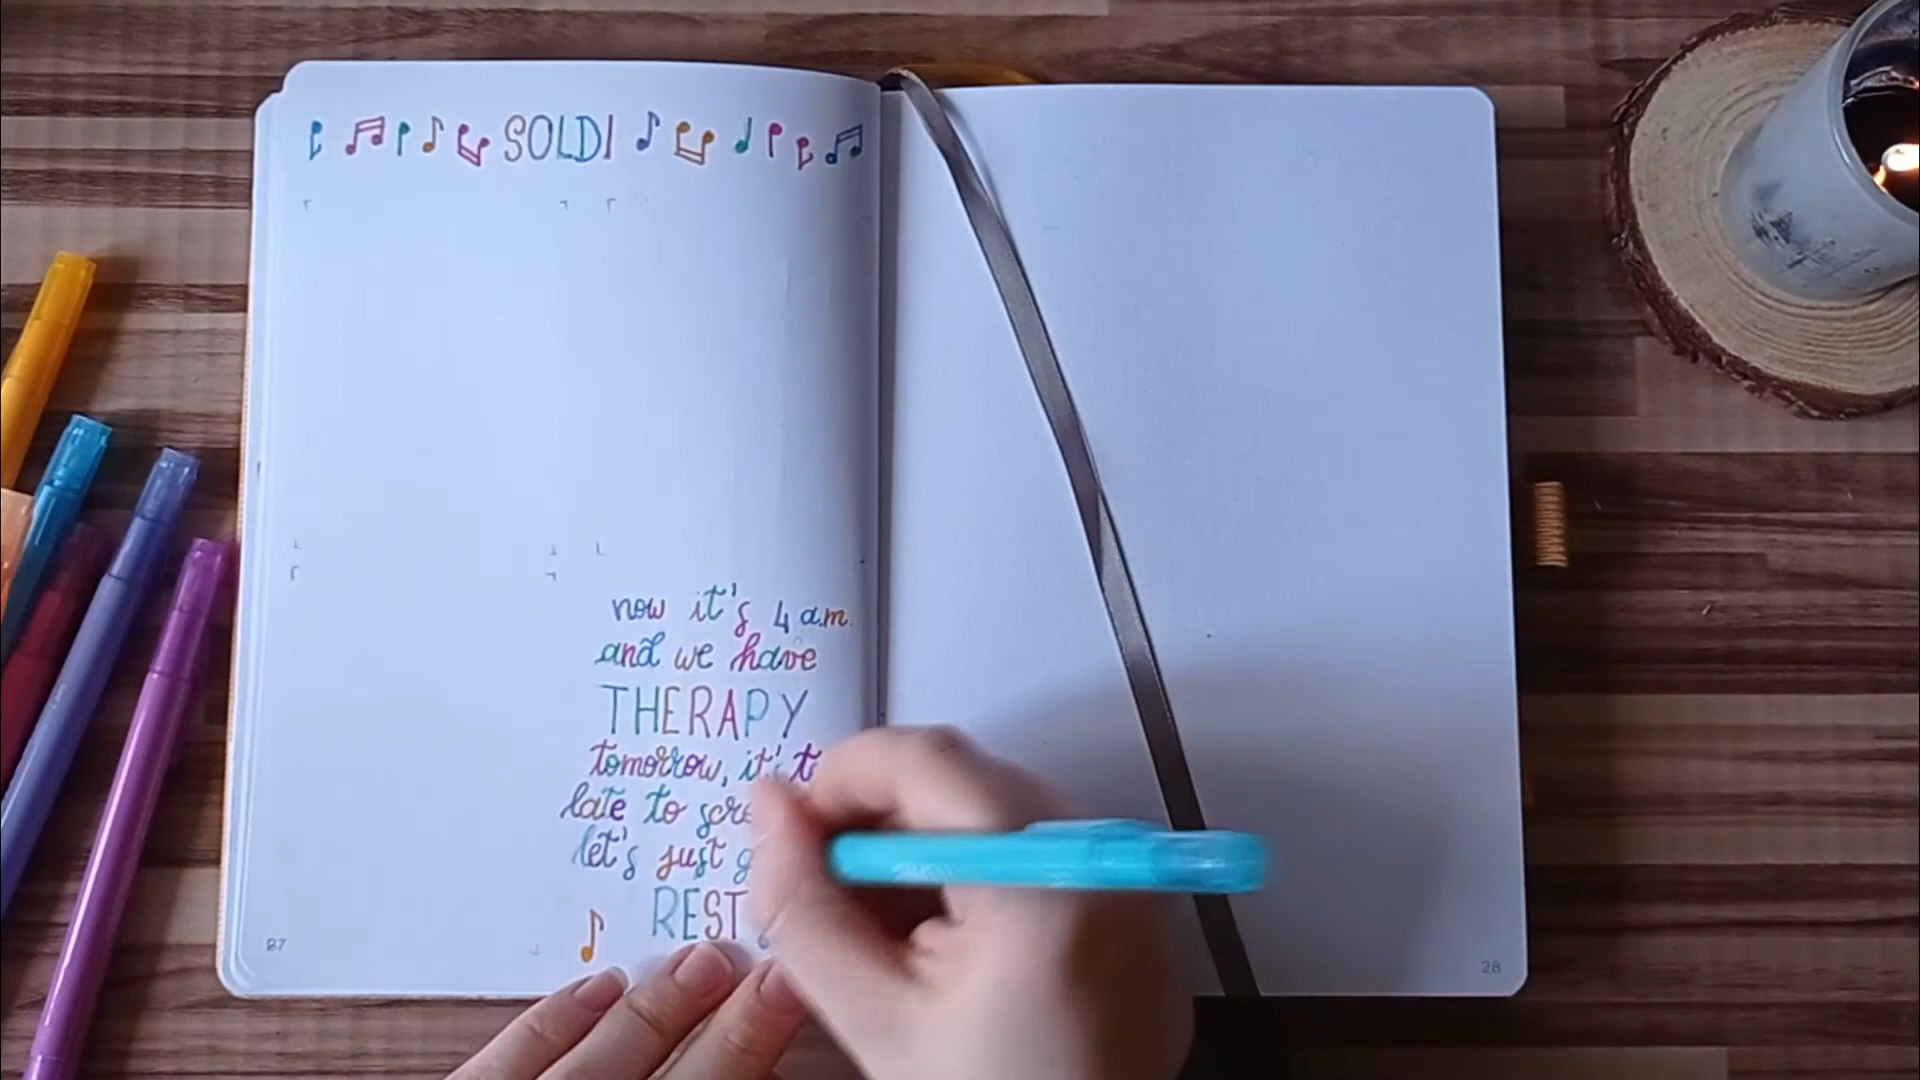 SOLDI
now it's 4 a.m.
and we have
THERAPY
tomorrow, it's
late to
let's just
REST
27
28